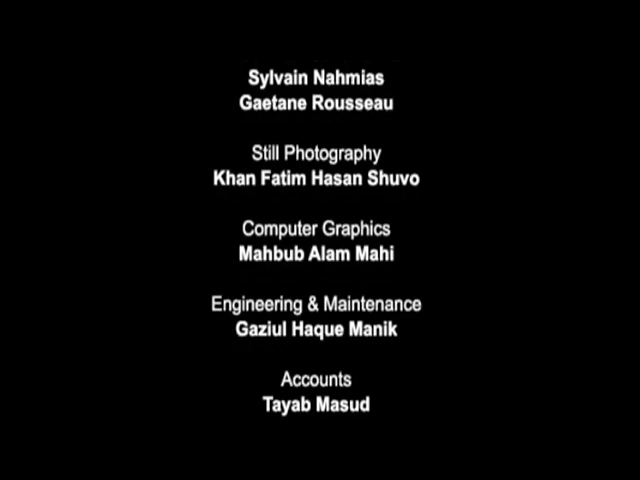 Sylvain Nahmias
Gaetane Rousseau
Still Photography
Khan Fatim Hasan Shuvo
Computer Graphics
Mahbub Alam Mahi
Engineering & Maintenance
Gaziul Haque Manik
Accounts
Tayab Masud